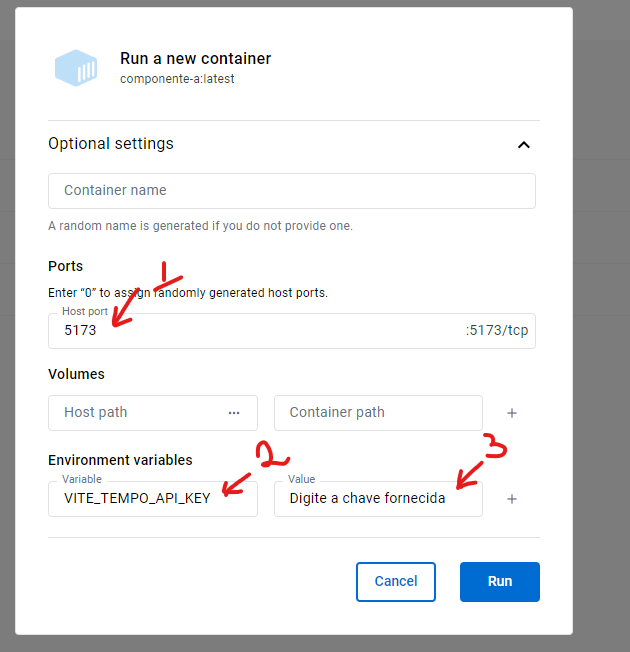 Run a new container
componente-a:latest
Optional settings
Container name
A random name is generated if you do not provide one.
Ports
1
Enter “0” to assign randomly generated host ports.
Host port
5173 :5173/tcp
Volumes
Host path ... Container path +
2 3
Environment variables
Variable Value
VITE_TEMPO_API_KEY Digite a chave fornecida +
Cancel Run